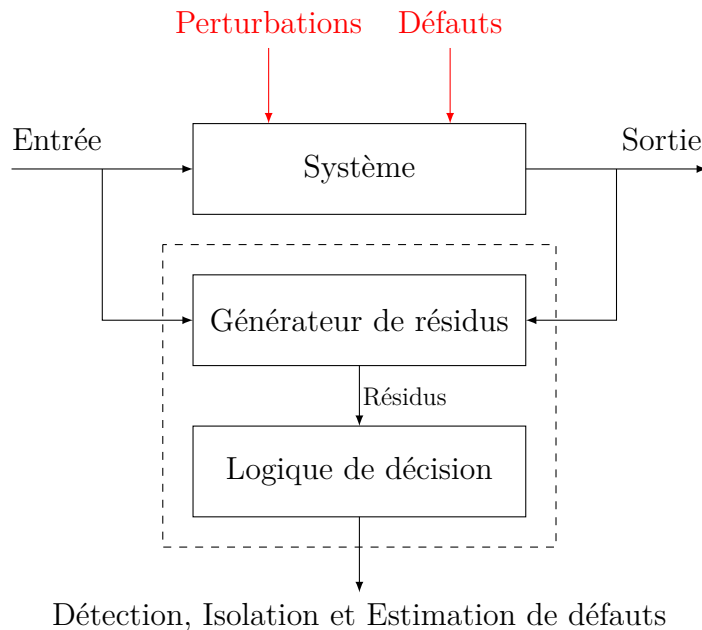 Perturbations
Défauts
Entrée
Système
Sortie
Générateur de résidus
Résidus
Logique de décision
Détection, Isolation et Estimation de défauts